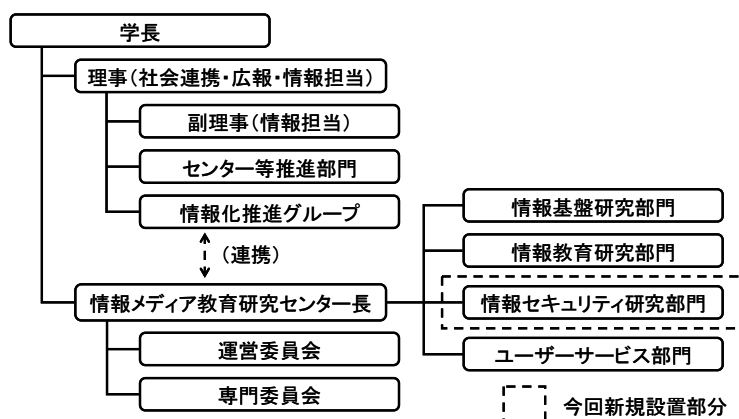 学長
理事(社会連携・広報・情報担当)
副理事(情報担当)
センター等推進部門
情報化推進グループ
(連携)
情報メディア教育研究センター長
運営委員会
専門委員会
情報基盤研究部門
情報教育研究部門
情報セキュリティ研究部門
ユーザーサービス部門
今回新規設置部分